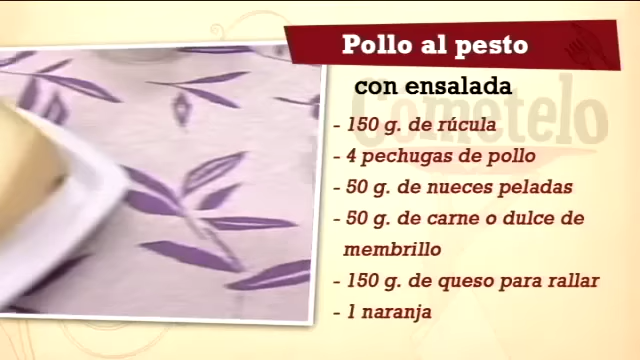 Pollo al pesto
con ensalada
Cometelo
- 150 g. de rúcula
- 4 pechugas de pollo
- 50 g. de nueces peladas
- 50 g. de carne o dulce de
membrillo
- 150 g. de queso para rallar
- 1 naranja